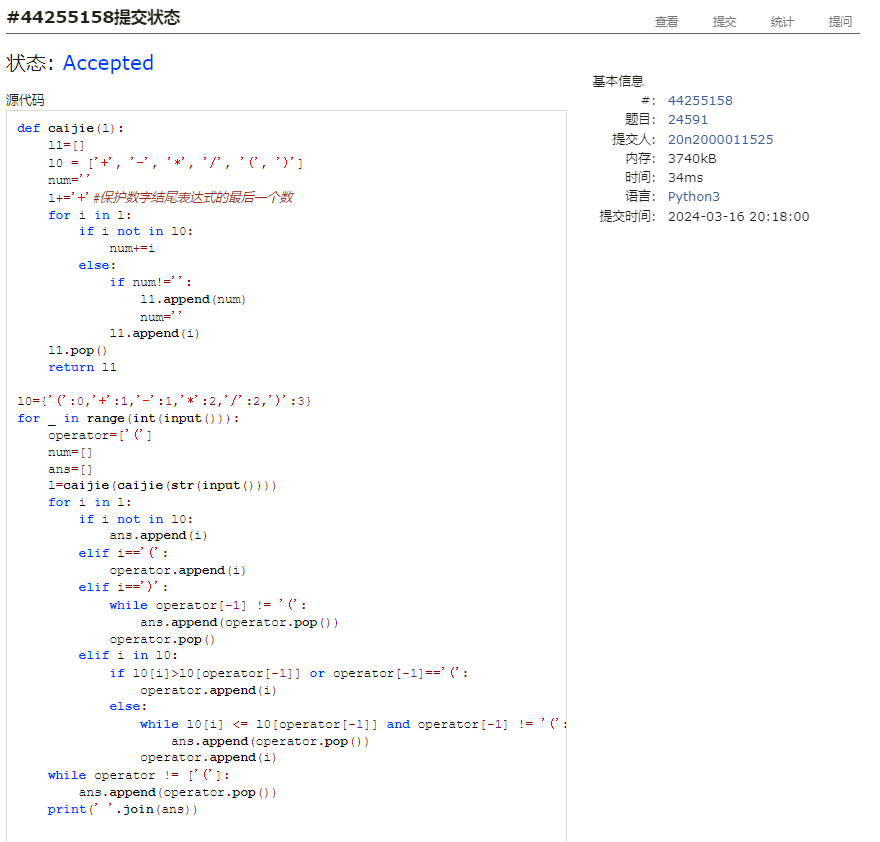 #44255158提交状态
查看 提交 统计 提问
状态: Accepted
源代码
def caijie(l):
    l1=[]
    l0 = ['+', '-', '*', '/', '(', ')']
    num=''
    l+='+'#保护数字结尾表达式的最后一个数
    for i in l:
        if i not in l0:
            num+=i
        else:
            if num!='':
                l1.append(num)
                num=''
            l1.append(i)
    l1.pop()
    return l1
l0={'(':0,'+':1,'-':1,'*':2,'/':2,')':3}
for _ in range(int(input())):
    operator=['(']
    num=[]
    ans=[]
    l=caijie(caijie(str(input())))
    for i in l:
        if i not in l0:
            ans.append(i)
        elif i=='(':
            operator.append(i)
        elif i==')':
            while operator[-1] != '(':
                ans.append(operator.pop())
            operator.pop()
        elif i in l0:
            if l0[i]>l0[operator[-1]] or operator[-1]=='(':
                operator.append(i)
            else:
                while l0[i] <= l0[operator[-1]] and operator[-1] != '(':
                    ans.append(operator.pop())
                operator.append(i)
    while operator != ['(']:
        ans.append(operator.pop())
    print(' '.join(ans))
基本信息
#: 44255158
题目: 24591
提交人: 20n2000011525
内存: 3740kB
时间: 34ms
语言: Python3
提交时间: 2024-03-16 20:18:00